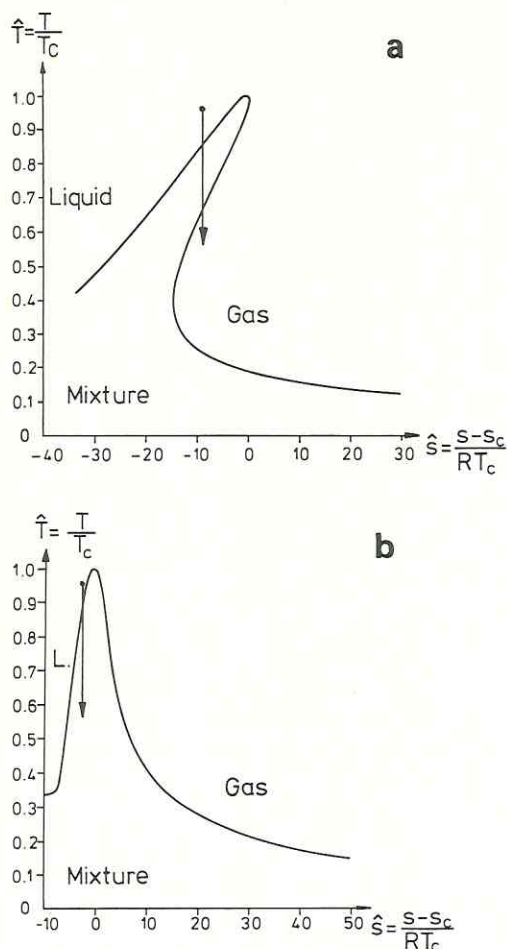 T̂ = T/T_C
a
1.0
0.9
0.8
0.7
0.6
0.5
0.4
0.3
0.2
0.1
0
Liquid
Gas
Mixture
-40 -30 -20 -10 0 10 20 30 ŝ = s-s_c/RT_c
T̂ = T/T_c
b
1.0
0.9
0.8
0.7
0.6
0.5
0.4
0.3
0.2
0.1
0
L.
Gas
Mixture
-10 0 10 20 30 40 50 ŝ = s-s_c/RT_c